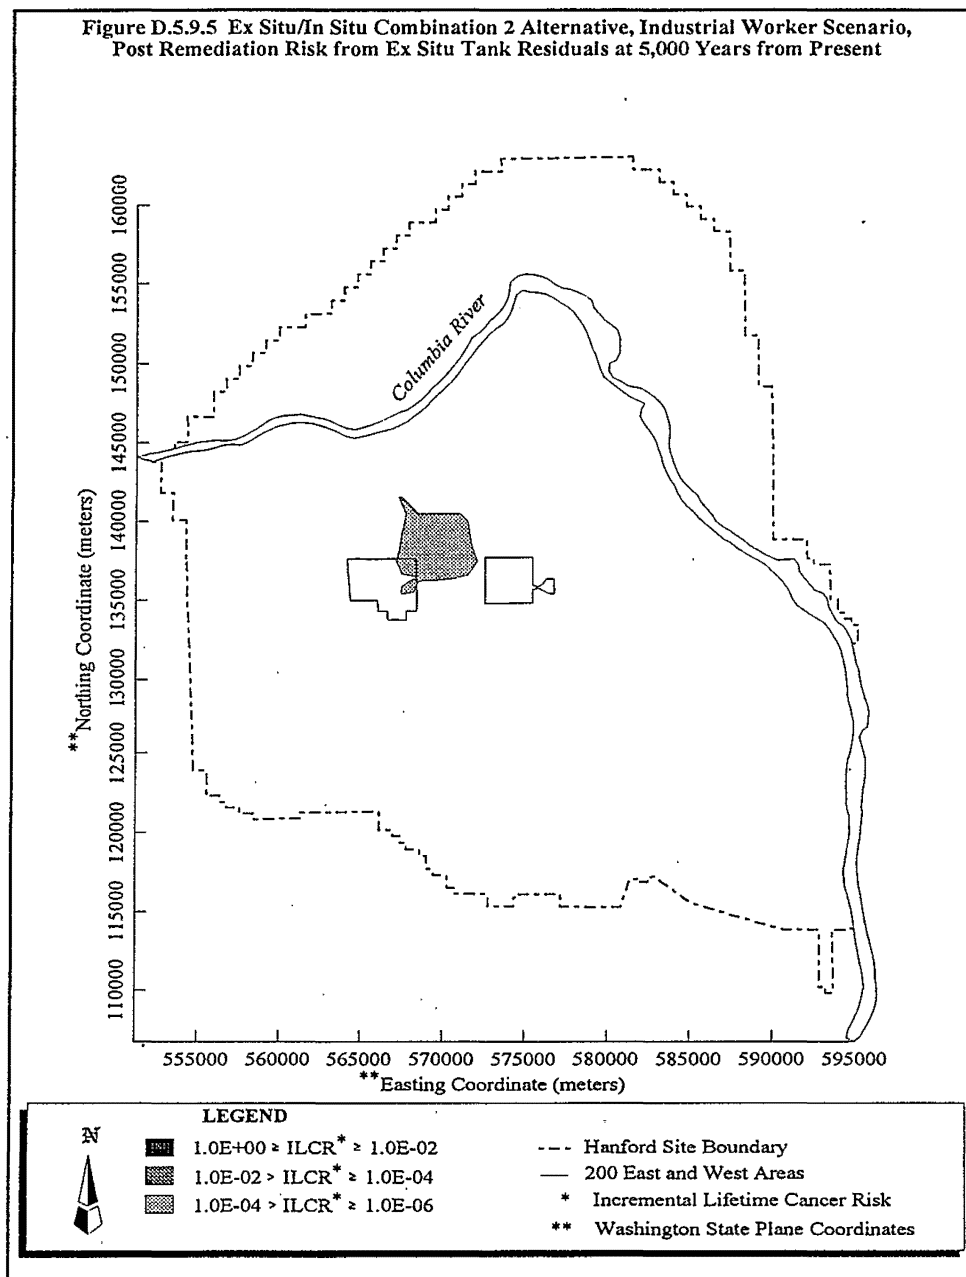 Figure D.5.9.5 Ex Situ/In Situ Combination 2 Alternative, Industrial Worker Scenario,
Post Remediation Risk from Ex Situ Tank Residuals at 5,000 Years from Present
**Northing Coordinate (meters)
160000
155000
150000
145000
140000
135000
130000
125000
120000
115000
110000
Columbia River
555000 560000 565000 570000 575000 580000 585000 590000 595000
**Easting Coordinate (meters)
LEGEND
N
1.0E+00 ≥ ILCR* ≥ 1.0E-02
1.0E-02 > ILCR* ≥ 1.0E-04
1.0E-04 > ILCR* ≥ 1.0E-06
Hanford Site Boundary
200 East and West Areas
* Incremental Lifetime Cancer Risk
** Washington State Plane Coordinates